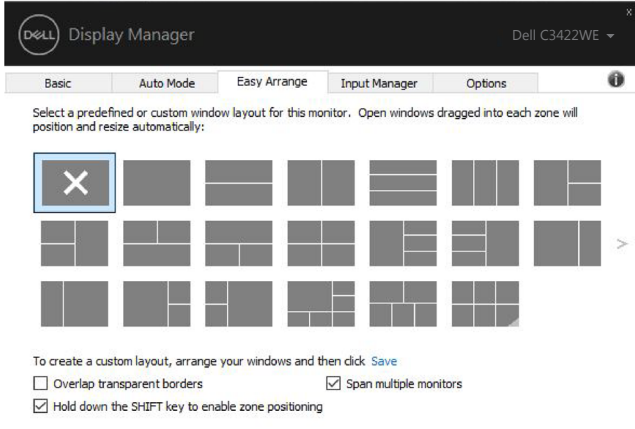 x
DELL Display Manager
Dell C3422WE
Basic Auto Mode Easy Arrange Input Manager Options
Select a predefined or custom window layout for this monitor. Open windows dragged into each zone will
position and resize automatically:
>
To create a custom layout, arrange your windows and then click Save
Overlap transparent borders Span multiple monitors
Hold down the SHIFT key to enable zone positioning